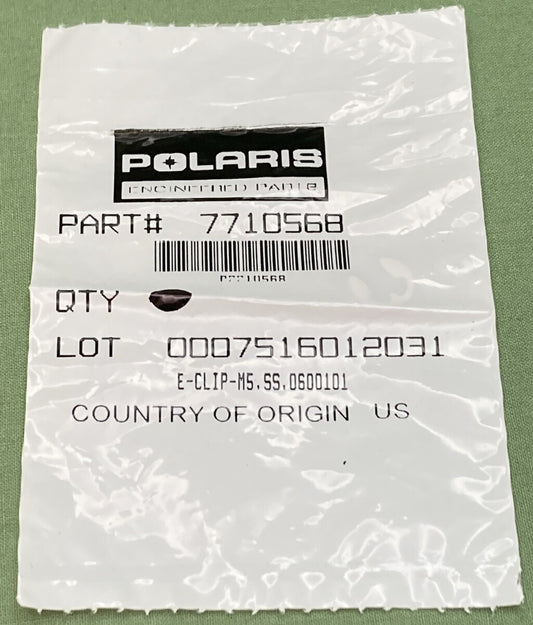 POLARIS
ENGINEERED PARTS
PART# 7710568
P7710568
QTY
LOT 0007516012031
E-CLIP-M5,SS,0600101
COUNTRY OF ORIGIN US